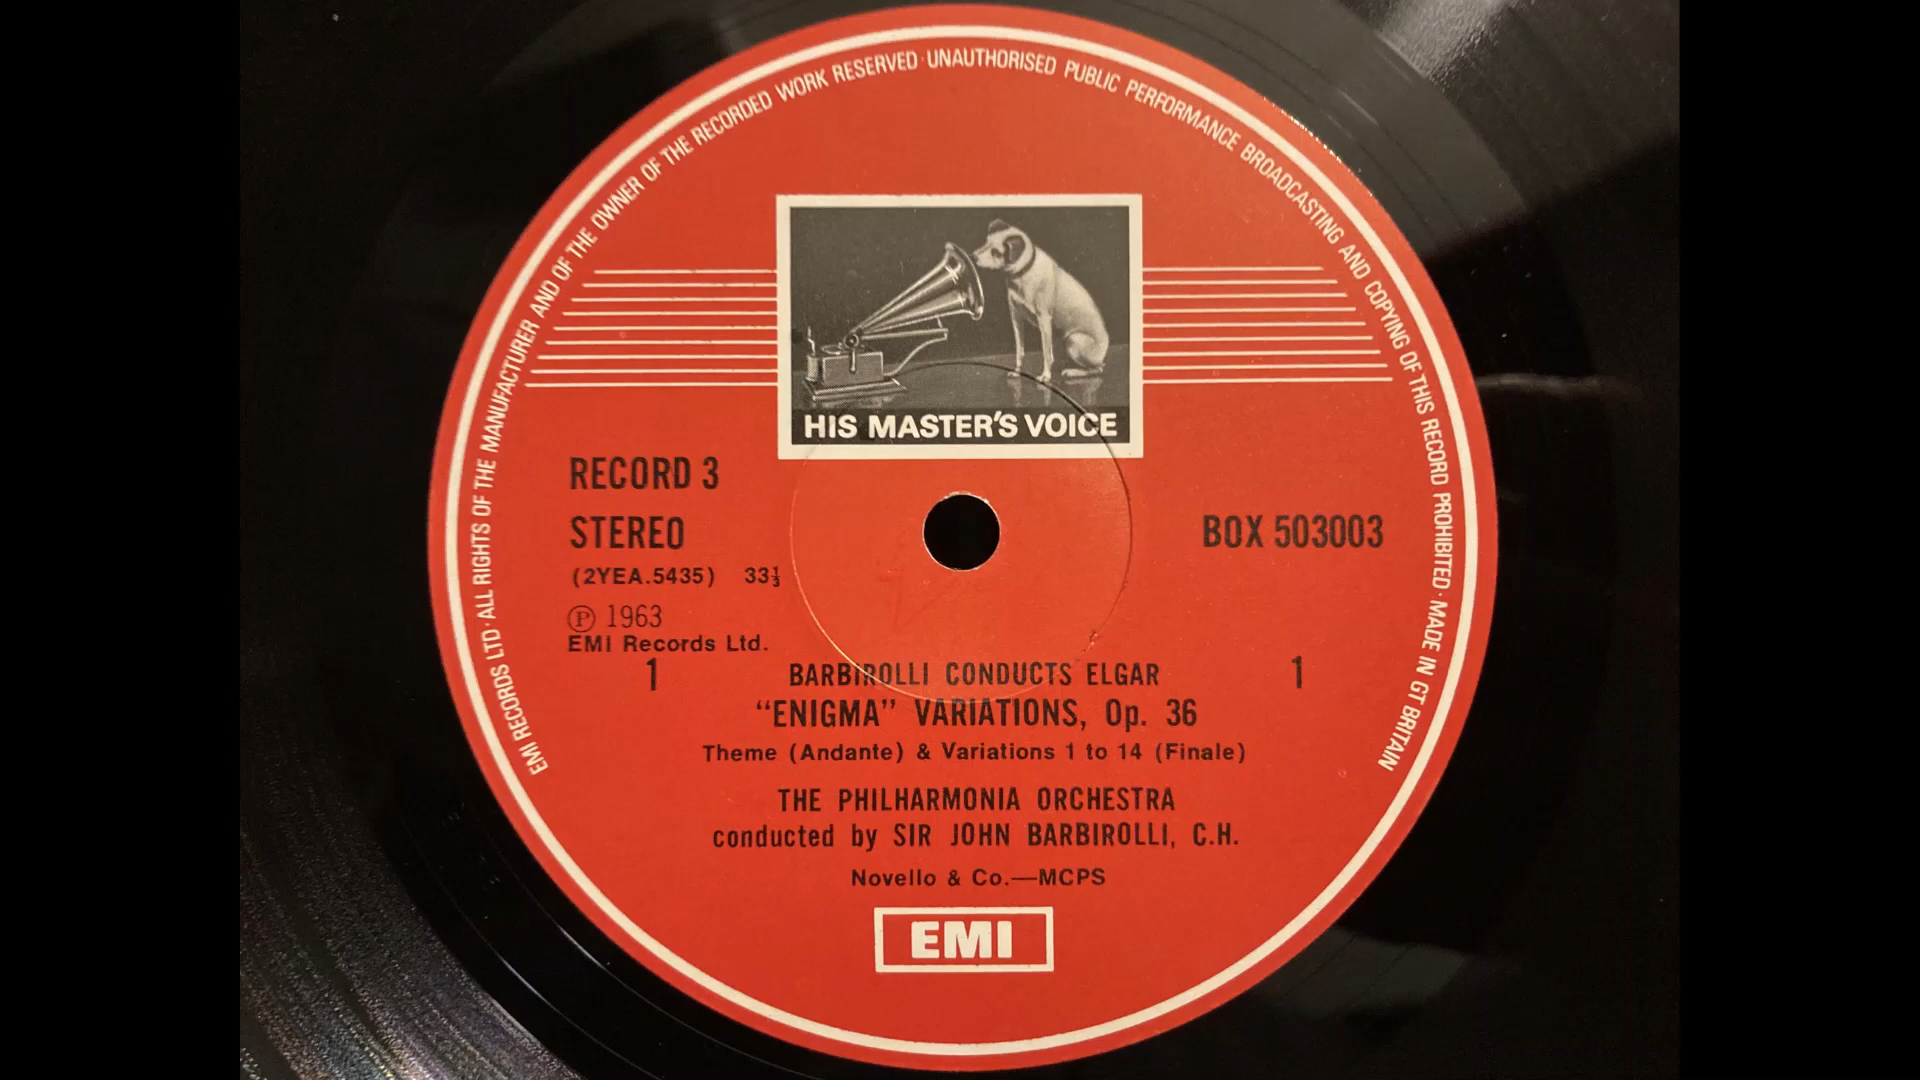 EMI RECORDS LTD · ALL RIGHTS OF THE MANUFACTURER AND OF THE OWNER OF THE RECORDED WORK RESERVED · UNAUTHORISED PUBLIC PERFORMANCE BROADCASTING AND COPYING OF THIS RECORD PROHIBITED · MADE IN GT BRITAIN
HIS MASTER'S VOICE
RECORD 3
STEREO
BOX 503003
(2YEA.5435) 33⅓
℗ 1963
EMI Records Ltd.
1 BARBIROLLI CONDUCTS ELGAR 1
“ENIGMA” VARIATIONS, Op. 36
Theme (Andante) & Variations 1 to 14 (Finale)
THE PHILHARMONIA ORCHESTRA
conducted by SIR JOHN BARBIROLLI, C.H.
Novello & Co.—MCPS
EMI